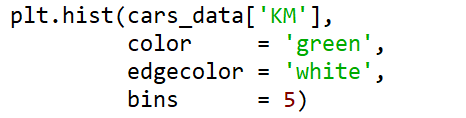 plt.hist(cars_data['KM'],
         color     = 'green',
         edgecolor = 'white',
         bins      = 5)